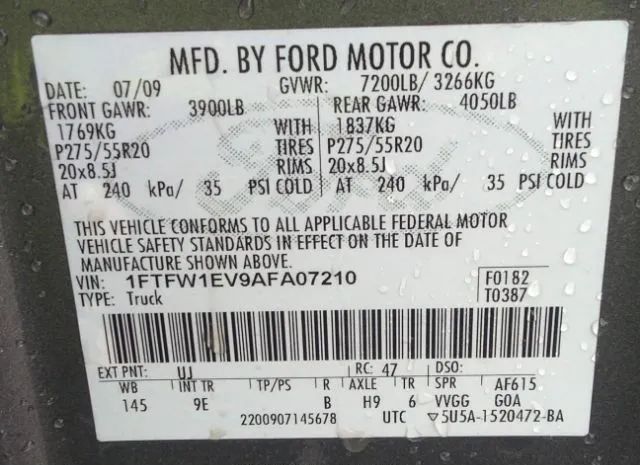 MFD. BY FORD MOTOR CO.
DATE: 07/09 GVWR: 7200LB/ 3266KG
FRONT GAWR: 3900LB REAR GAWR: 4050LB
1769KG WITH 1837KG WITH
P275/55R20 TIRES P275/55R20 TIRES
20x8.5J RIMS 20x8.5J RIMS
AT 240 kPa/ 35 PSI COLD AT 240 kPa/ 35 PSI COLD
THIS VEHICLE CONFORMS TO ALL APPLICABLE FEDERAL MOTOR
VEHICLE SAFETY STANDARDS IN EFFECT ON THE DATE OF
MANUFACTURE SHOWN ABOVE.
VIN: 1FTFW1EV9AFA07210 F0182
TYPE: Truck T0387
EXT PNT: UJ RC: 47 DSO:
WB INT TR TP/PS R AXLE TR SPR AF615
145 9E B H9 6 VVGG G0A
2200907145678 UTC ▽5U5A-1520472-BA
Ford